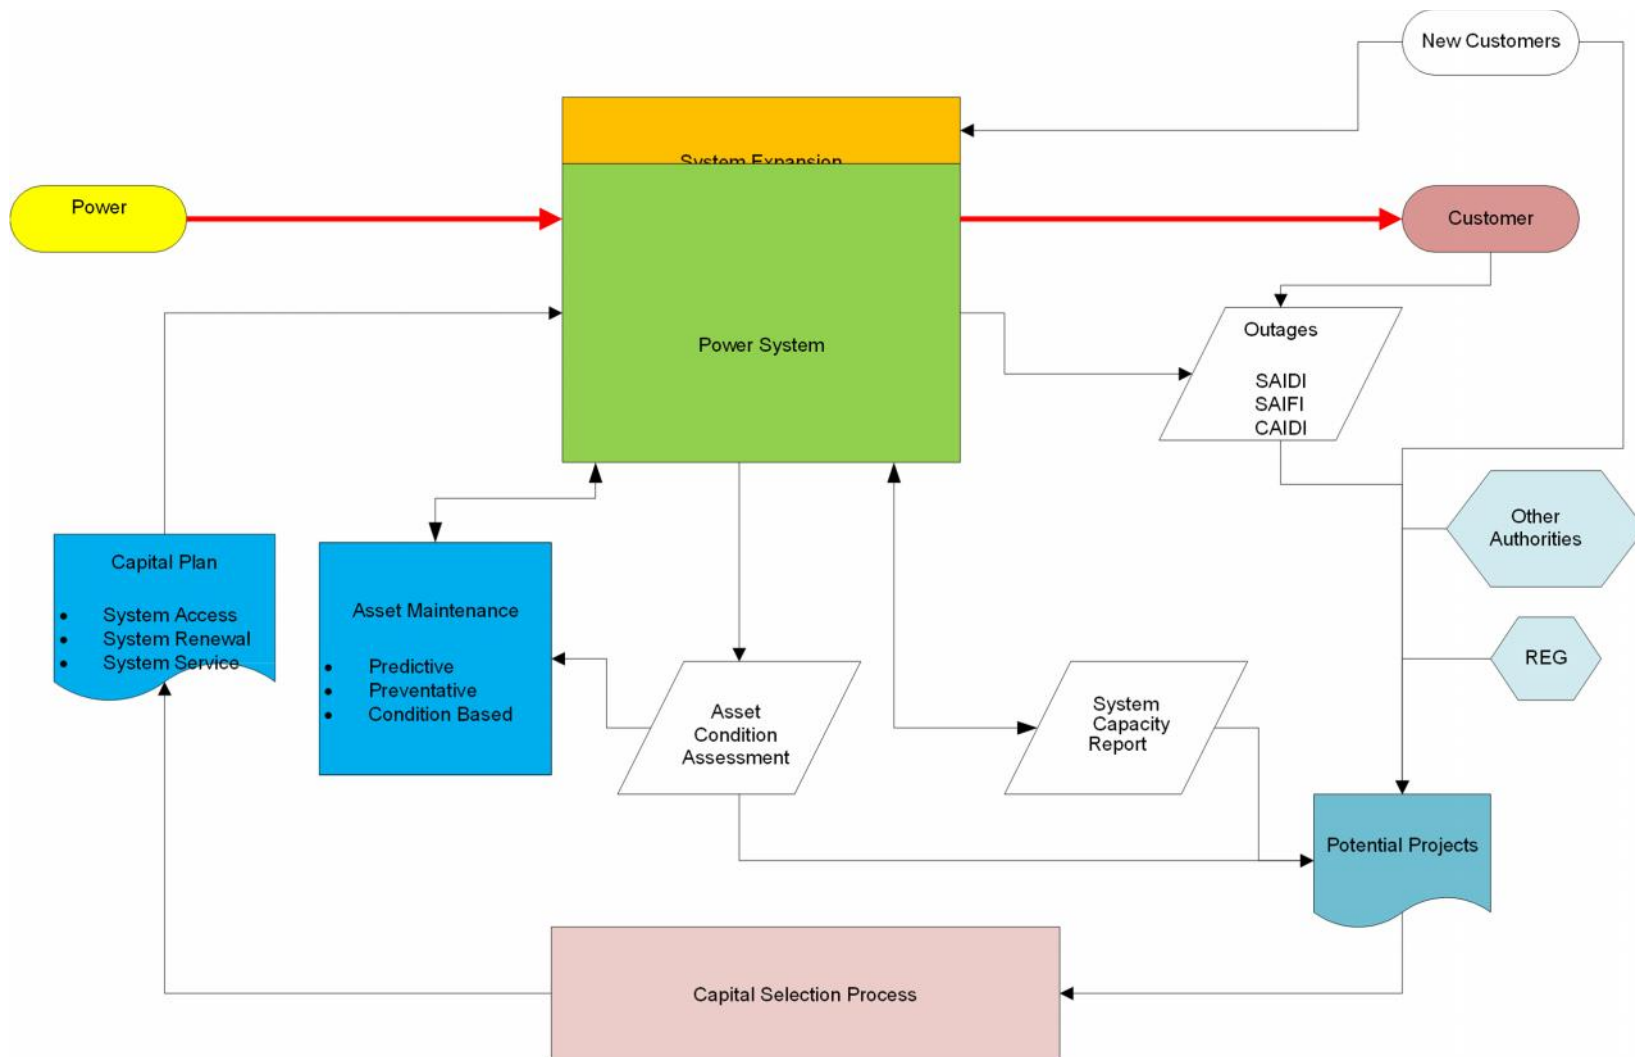 New Customers
System Expansion
Power
Customer
Outages
SAIDI
SAIFI
CAIDI
Power System
Other
Authorities
Capital Plan
• System Access
• System Renewal
• System Service
Asset Maintenance
• Predictive
• Preventative
• Condition Based
REG
Asset
Condition
Assessment
System
Capacity
Report
Potential Projects
Capital Selection Process